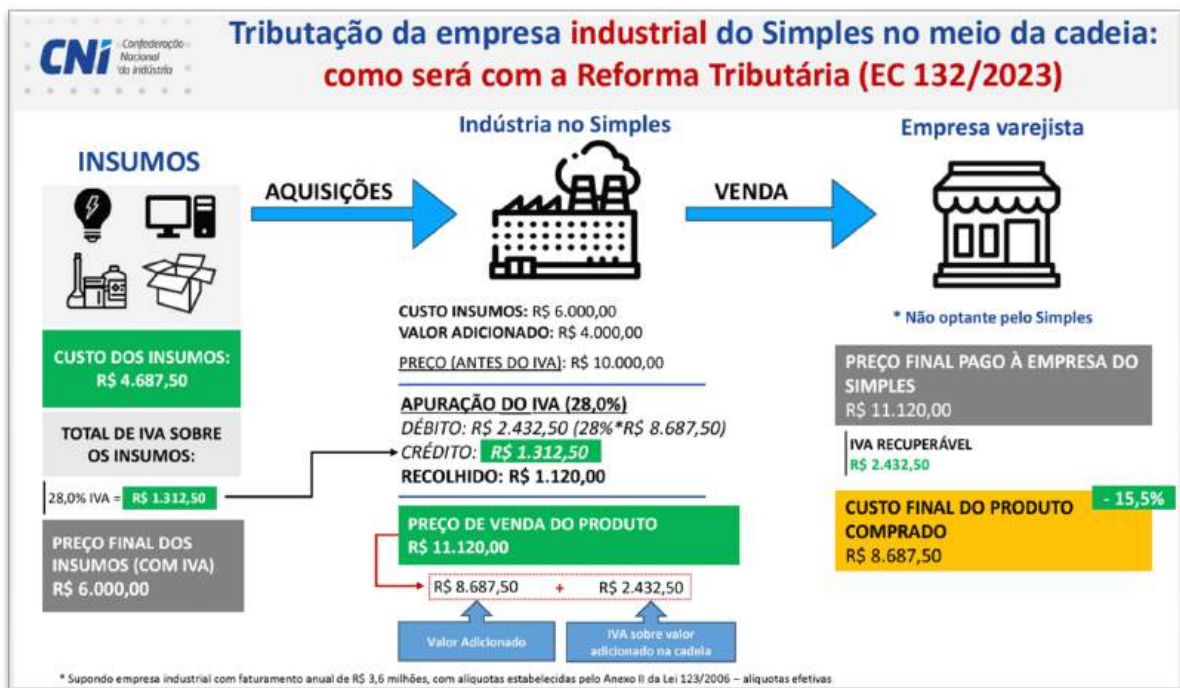 CNI Confederação
Nacional
da Indústria
Tributação da empresa industrial do Simples no meio da cadeia:
como será com a Reforma Tributária (EC 132/2023)
INSUMOS
AQUISIÇÕES
Indústria no Simples
VENDA
Empresa varejista
* Não optante pelo Simples
CUSTO DOS INSUMOS:
R$ 4.687,50
TOTAL DE IVA SOBRE
OS INSUMOS:
28,0% IVA = R$ 1.312,50
PREÇO FINAL DOS
INSUMOS (COM IVA)
R$ 6.000,00
CUSTO INSUMOS: R$ 6.000,00
VALOR ADICIONADO: R$ 4.000,00
PREÇO (ANTES DO IVA): R$ 10.000,00
APURAÇÃO DO IVA (28,0%)
DÉBITO: R$ 2.432,50 (28%*R$ 8.687,50)
CRÉDITO: R$ 1.312,50
RECOLHIDO: R$ 1.120,00
PREÇO DE VENDA DO PRODUTO
R$ 11.120,00
R$ 8.687,50 + R$ 2.432,50
Valor Adicionado
IVA sobre valor
adicionado na cadeia
PREÇO FINAL PAGO À EMPRESA DO
SIMPLES
R$ 11.120,00
IVA RECUPERÁVEL
R$ 2.432,50
- 15,5%
CUSTO FINAL DO PRODUTO
COMPRADO
R$ 8.687,50
* Supondo empresa industrial com faturamento anual de R$ 3,6 milhões, com alíquotas estabelecidas pelo Anexo II da Lei 123/2006 – alíquotas efetivas